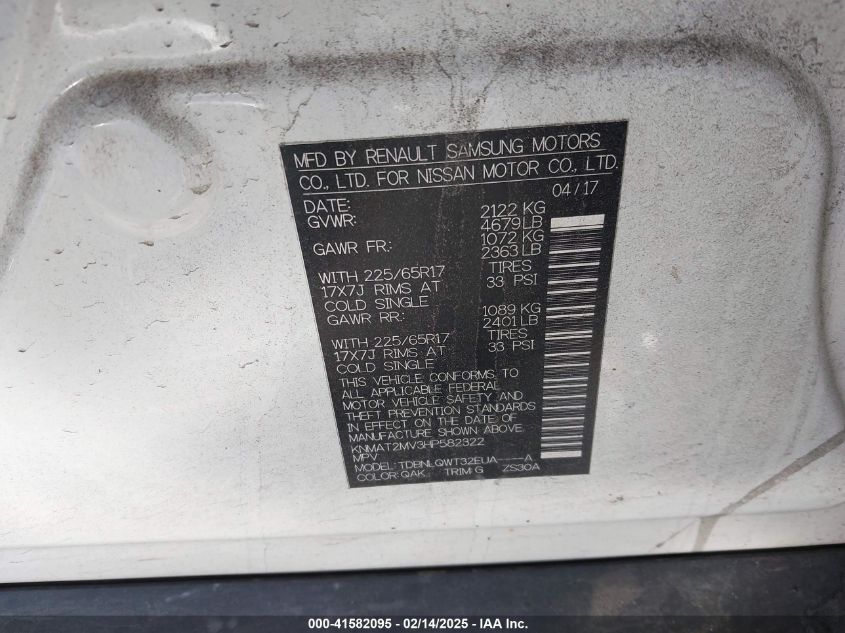 MFD BY RENAULT SAMSUNG MOTORS
CO., LTD. FOR NISSAN MOTOR CO., LTD.
DATE: 04/17
GVWR: 2122 KG
4679 LB
GAWR FR: 1072 KG
2363 LB
WITH 225/65R17 TIRES
17X7J RIMS AT 33 PSI
COLD SINGLE
GAWR RR: 1089 KG
2401 LB
WITH 225/65R17 TIRES
17X7J RIMS AT 33 PSI
COLD SINGLE
THIS VEHICLE CONFORMS TO
ALL APPLICABLE FEDERAL
MOTOR VEHICLE SAFETY AND
THEFT PREVENTION STANDARDS
IN EFFECT ON THE DATE OF
MANUFACTURE SHOWN ABOVE.
KNMAT2MV3HP582322
MPV
MODEL: TDBNLQWT32EUA----A
COLOR: QAK TRIM: G ZS30A
000-41582095 - 02/14/2025 - IAA Inc.